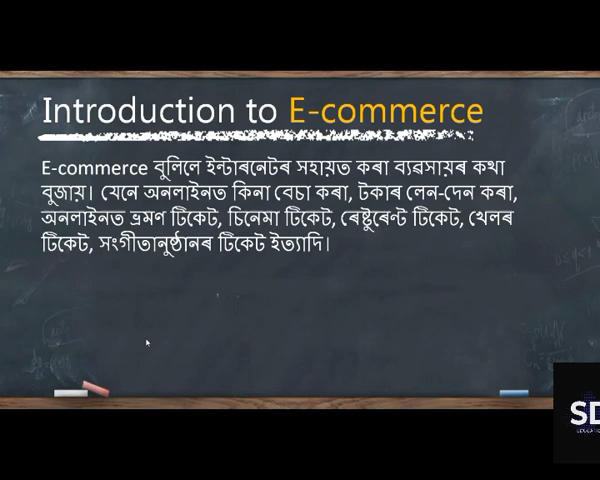 Introduction to E-commerce
E-commerce বুলিলে ইন্টাৰনেটৰ সহায়ত কৰা ব্যৱসায়ৰ কথা
বুজায়। যেনে অনলাইনত কিনা বেচা কৰা, টকাৰ লেন-দেন কৰা,
অনলাইনত ভ্ৰমণ টিকেট, চিনেমা টিকেট, ৰেষ্টুৰেণ্ট টিকেট, খেলৰ
টিকেট, সংগীতানুষ্ঠানৰ টিকেট ইত্যাদি।
SD